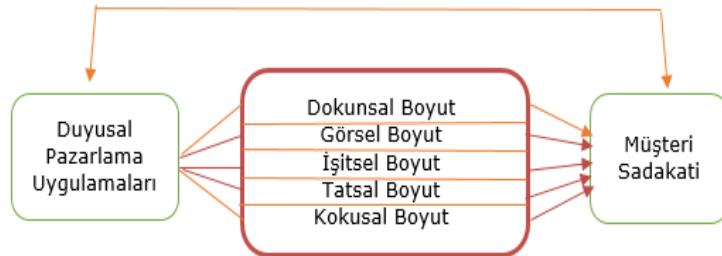 Duyusal
Pazarlama
Uygulamaları
Dokunsal Boyut
Görsel Boyut
İşitsel Boyut
Tatsal Boyut
Kokusal Boyut
Müşteri
Sadakati